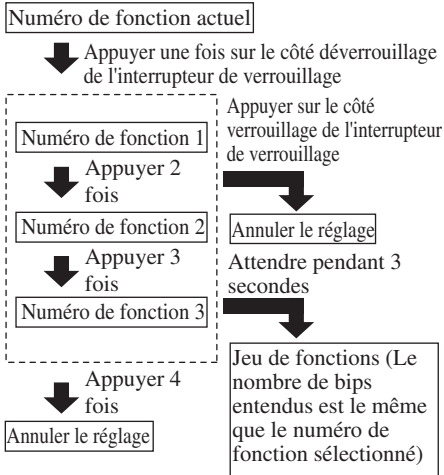 Numéro de fonction actuel
Appuyer une fois sur le côté déverrouillage
de l'interrupteur de verrouillage
Numéro de fonction 1
Appuyer 2
fois
Numéro de fonction 2
Appuyer 3
fois
Numéro de fonction 3
Appuyer 4
fois
Annuler le réglage
Appuyer sur le côté
verrouillage de l'interrupteur
de verrouillage
Annuler le réglage
Attendre pendant 3
secondes
Jeu de fonctions (Le
nombre de bips
entendus est le même
que le numéro de
fonction sélectionné)